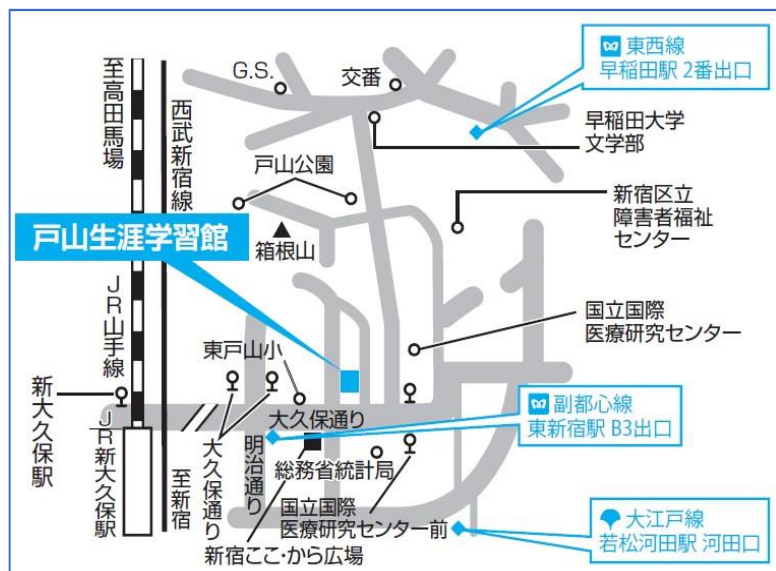 G.S.
交番
東西線
早稲田駅 2番出口
至高田馬場
西武新宿線
早稲田大学
文学部
戸山公園
新宿区立
障害者福祉
センター
戸山生涯学習館
箱根山
JR山手線
国立国際
医療研究センター
東戸山小
新大久保駅
大久保通り
副都心線
東新宿駅 B3出口
JR新大久保駅
至新宿
大久保通り
明治通り
総務省統計局
国立国際
医療研究センター前
新宿ここ・から広場
大江戸線
若松河田駅 河田口